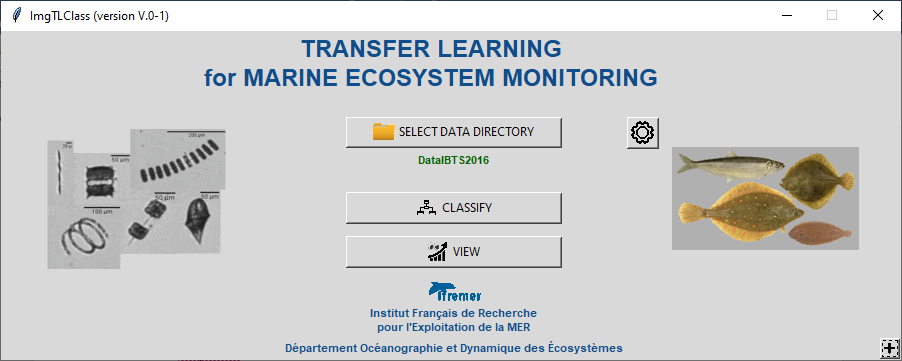 ImgTLClass (version V.0-1)
TRANSFER LEARNING
for MARINE ECOSYSTEM MONITORING
SELECT DATA DIRECTORY
DataIBTS2016
CLASSIFY
VIEW
20 µ
50 µm
200 µm
100 µm
50 µm
50 µm
Ifremer
Institut Français de Recherche
pour l'Exploitation de la MER
Département Océanographie et Dynamique des Écosystèmes